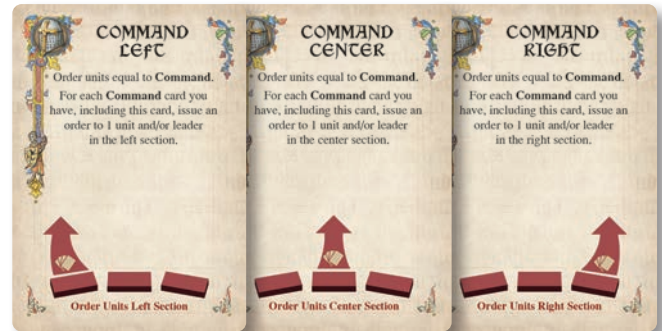 COMMAND
LEFT
Order units equal to Command.
For each Command card you
have, including this card, issue an
order to 1 unit and/or leader
in the left section.
Order Units Left Section
COMMAND
CENTER
Order units equal to Command.
For each Command card you
have, including this card, issue an
order to 1 unit and/or leader
in the center section.
Order Units Center Section
COMMAND
RIGHT
Order units equal to Command.
For each Command card you
have, including this card, issue an
order to 1 unit and/or leader
in the right section.
Order Units Right Section